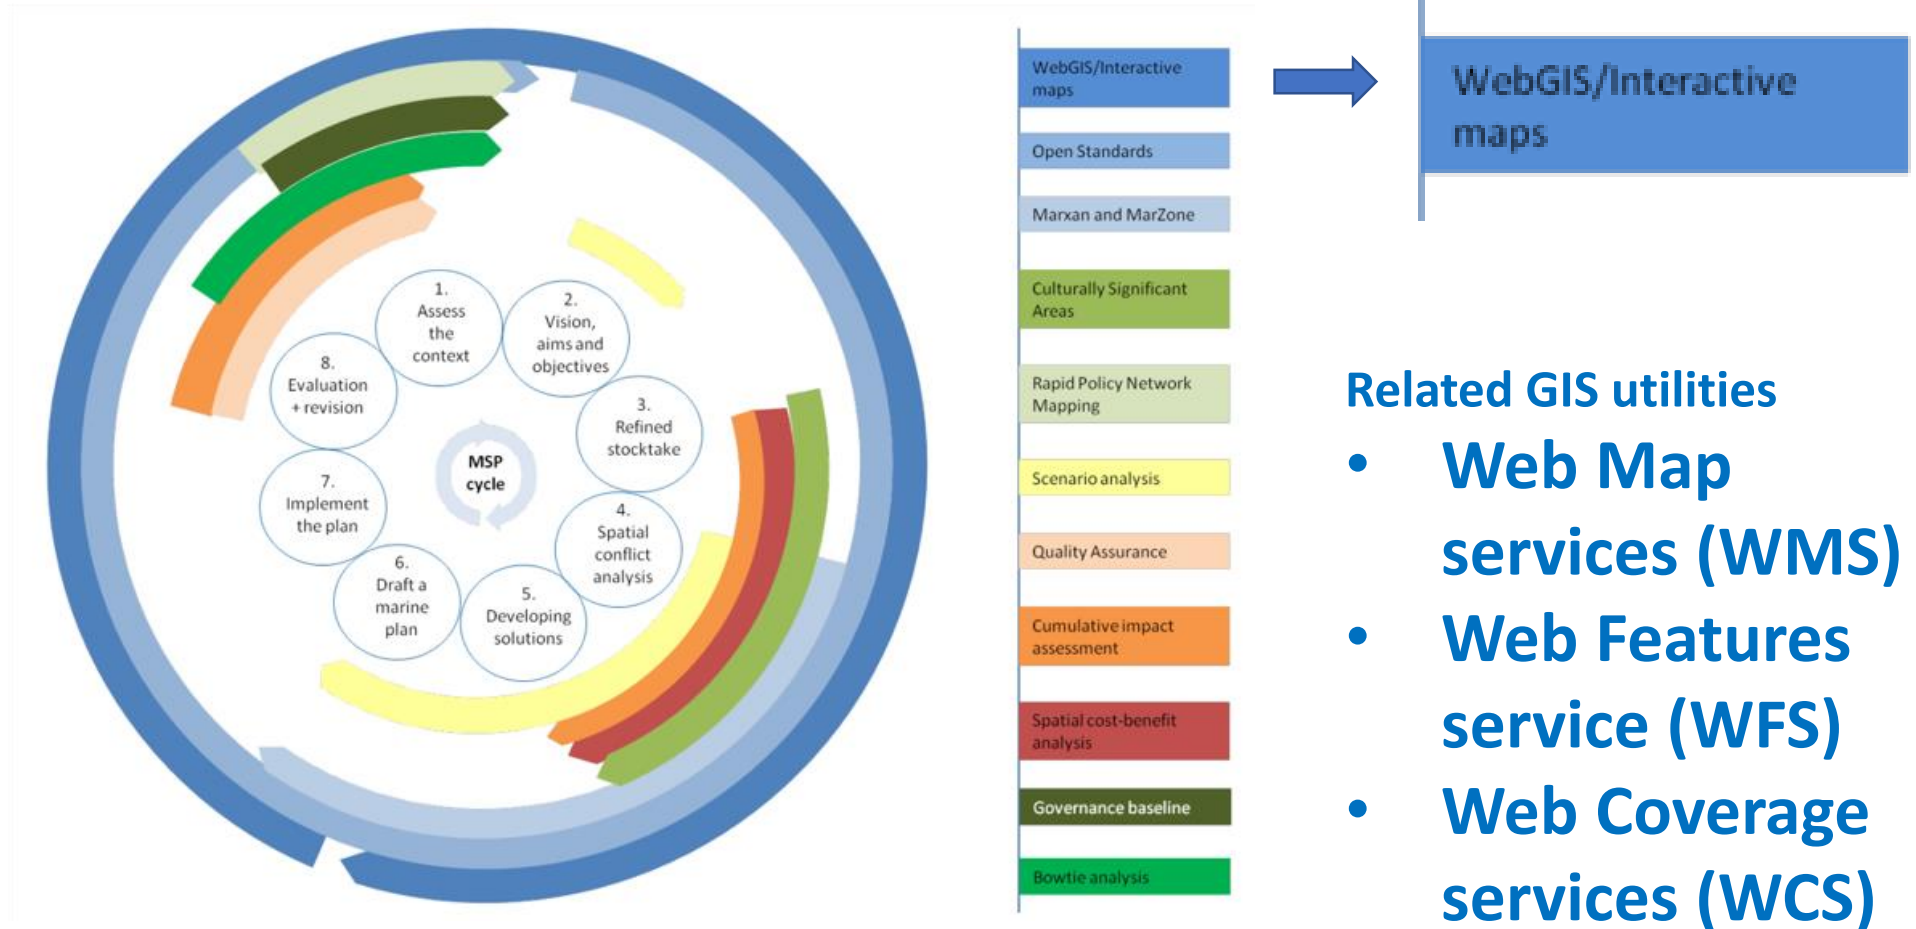 1.
Assess
the
context
2.
Vision,
aims and
objectives
3.
Refined
stocktake
4.
Spatial
conflict
analysis
5.
Developing
solutions
6.
Draft a
marine
plan
7.
Implement
the plan
8.
Evaluation
+ revision
MSP
cycle
WebGIS/Interactive
maps
Open Standards
Marxan and MarZone
Culturally Significant
Areas
Rapid Policy Network
Mapping
Scenario analysis
Quality Assurance
Cumulative impact
assessment
Spatial cost-benefit
analysis
Governance baseline
Bowtie analysis
WebGIS/Interactive
maps
Related GIS utilities
• Web Map
services (WMS)
• Web Features
service (WFS)
• Web Coverage
services (WCS)